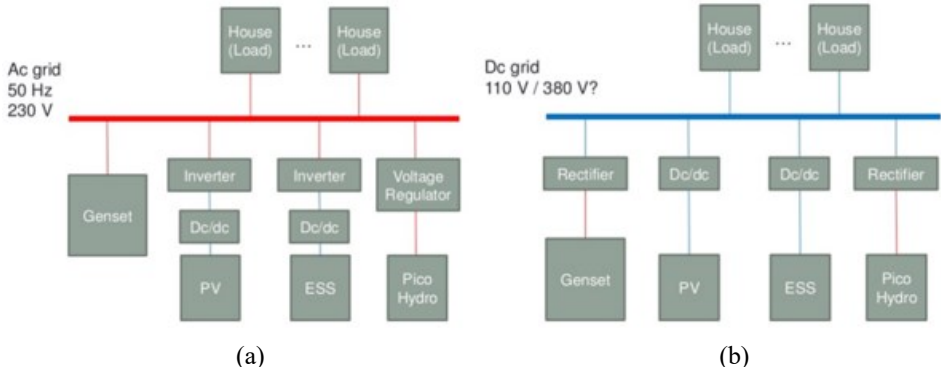 House
(Load)
...
House
(Load)
Ac grid
50 Hz
230 V
Genset
Inverter
Dc/dc
PV
Inverter
Dc/dc
ESS
Voltage
Regulator
Pico
Hydro
(a)
House
(Load)
...
House
(Load)
Dc grid
110 V / 380 V?
Rectifier
Genset
Dc/dc
PV
Dc/dc
ESS
Rectifier
Pico
Hydro
(b)